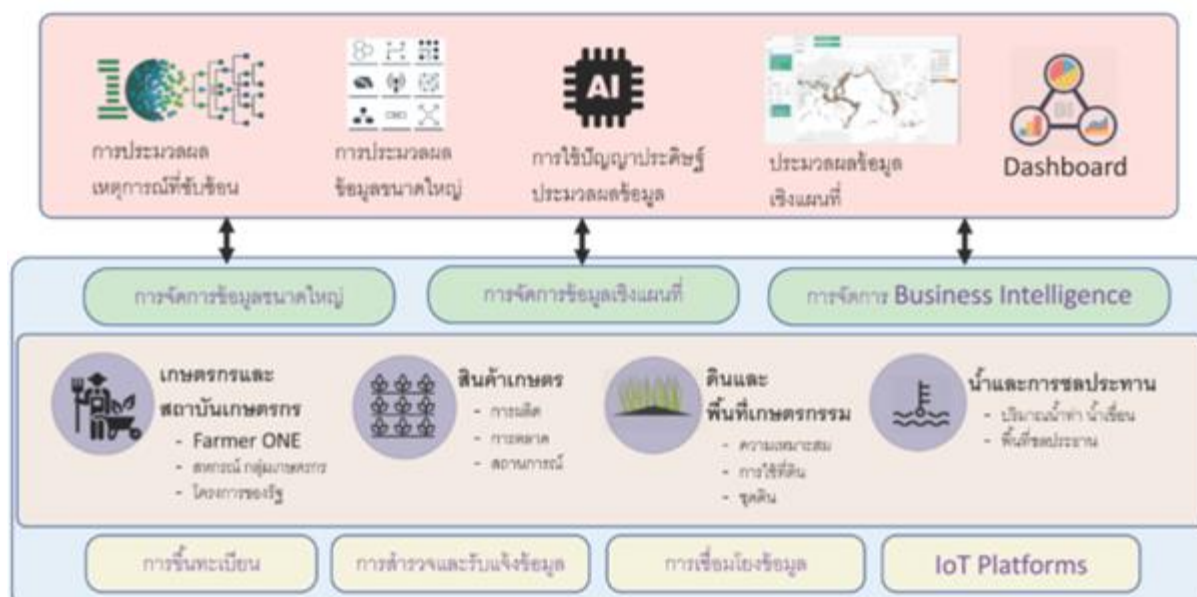 การประมวลผล
เหตุการณ์ที่ซับซ้อน
การประมวลผล
ข้อมูลขนาดใหญ่
AI
การใช้ปัญญาประดิษฐ์
ประมวลผลข้อมูล
ประมวลผลข้อมูล
เชิงแผนที่
BI
Dashboard
การจัดการข้อมูลขนาดใหญ่
การจัดการข้อมูลเชิงแผนที่
การจัดการ Business Intelligence
เกษตรกรและ
สถาบันเกษตรกร
- Farmer ONE
- สหกรณ์ กลุ่มเกษตรกร
- โครงการของรัฐ
สินค้าเกษตร
- การผลิต
- การตลาด
- สถานการณ์
ดินและ
พื้นที่เกษตรกรรม
- ความเหมาะสม
- การใช้ที่ดิน
- ชุดดิน
น้ำและการชลประทาน
- ปริมาณน้ำท่า น้ำเขื่อน
- พื้นที่ชลประทาน
การขึ้นทะเบียน
การสำรวจและรับแจ้งข้อมูล
การเชื่อมโยงข้อมูล
IoT Platforms